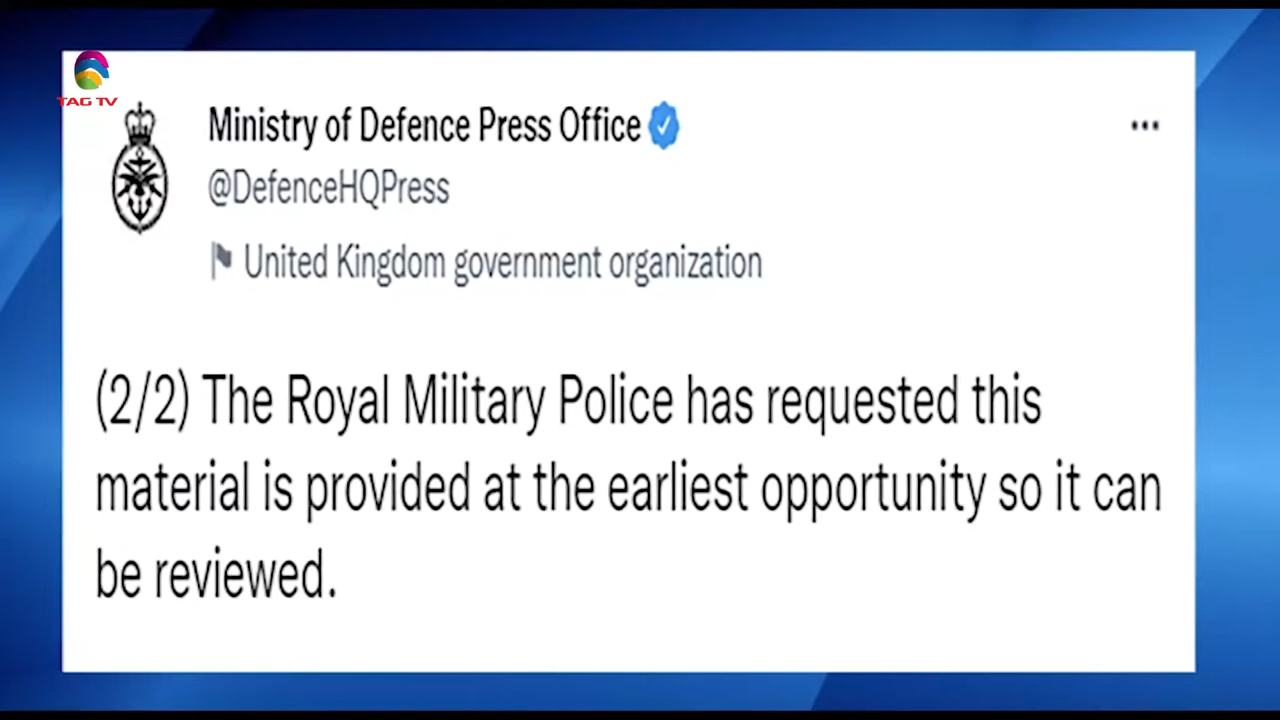 TAG TV
Ministry of Defence Press Office
@DefenceHQPress
United Kingdom government organization
(2/2) The Royal Military Police has requested this
material is provided at the earliest opportunity so it can
be reviewed.